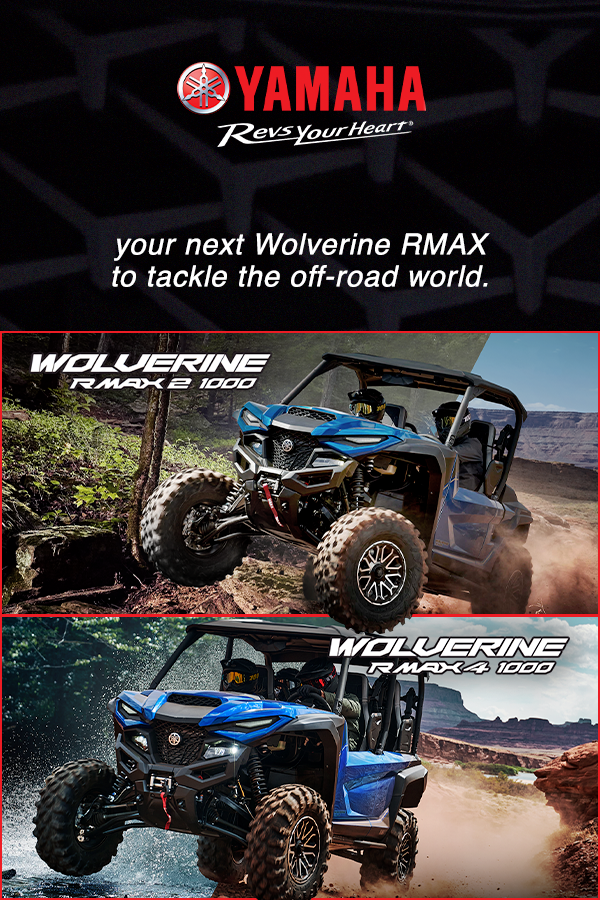 YAMAHA
Revs Your Heart
your next Wolverine RMAX
to tackle the off-road world.
WOLVERINE
RMAX 2 1000
WOLVERINE
RMAX 4 1000